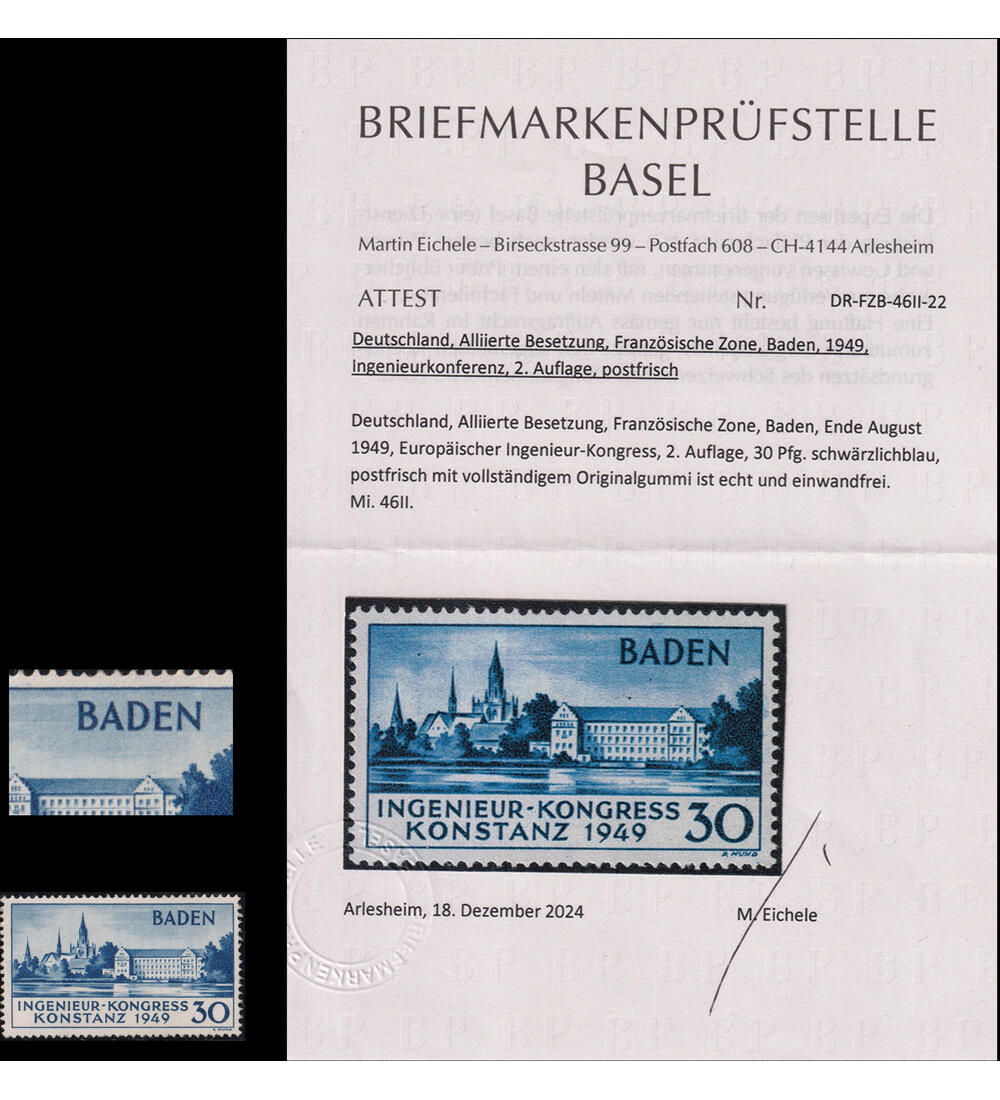 BRIEFMARKENPRÜFSTELLE
BASEL
Martin Eichele – Birseckstrasse 99 – Postfach 608 – CH-4144 Arlesheim
ATTEST Nr. DR-FZB-46II-22
Deutschland, Alliierte Besetzung, Französische Zone, Baden, 1949,
Ingenieurkonferenz, 2. Auflage, postfrisch
Deutschland, Alliierte Besetzung, Französische Zone, Baden, Ende August
1949, Europäischer Ingenieur-Kongress, 2. Auflage, 30 Pfg. schwärzlichblau,
postfrisch mit vollständigem Originalgummi ist echt und einwandfrei.
Mi. 46II.
BADEN
INGENIEUR-KONGRESS 30
KONSTANZ 1949
Arlesheim, 18. Dezember 2024
M. Eichele
BADEN
BADEN
INGENIEUR-KONGRESS 30
KONSTANZ 1949